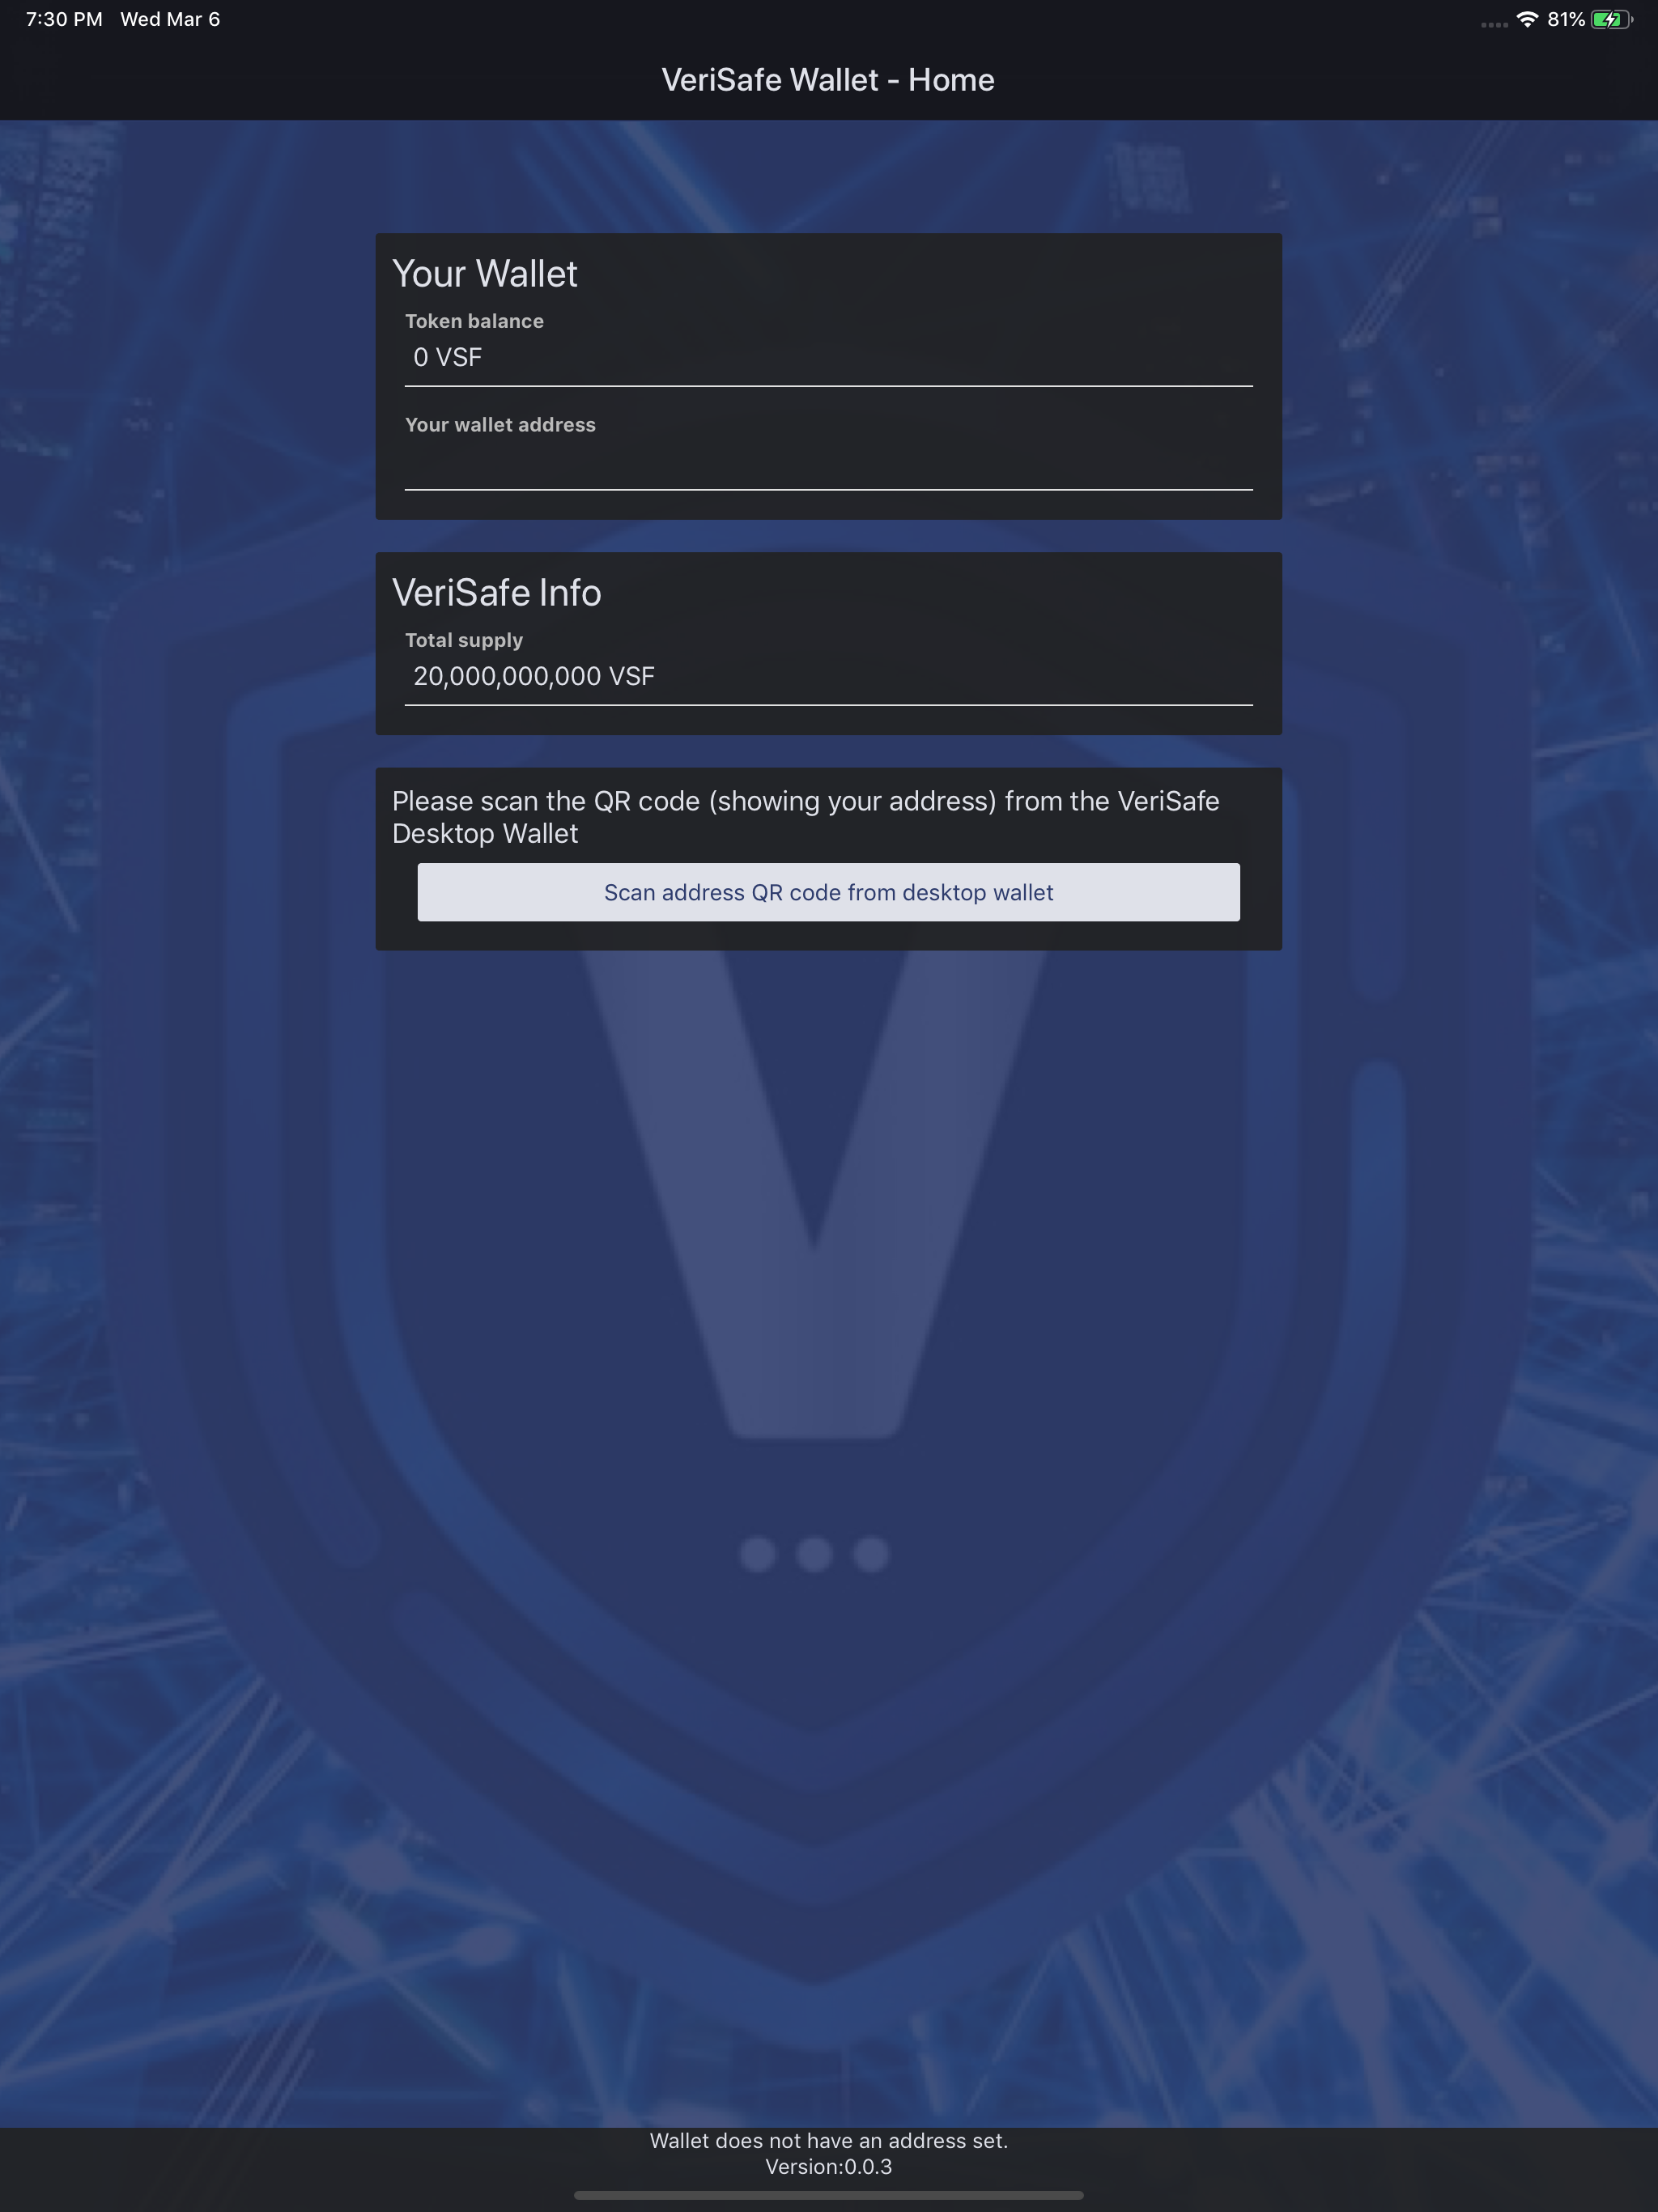 7:30 PM Wed Mar 6 81%
VeriSafe Wallet - Home
Your Wallet
Token balance
0 VSF
Your wallet address
VeriSafe Info
Total supply
20,000,000,000 VSF
Please scan the QR code (showing your address) from the VeriSafe
Desktop Wallet
Scan address QR code from desktop wallet
V
Wallet does not have an address set.
Version:0.0.3